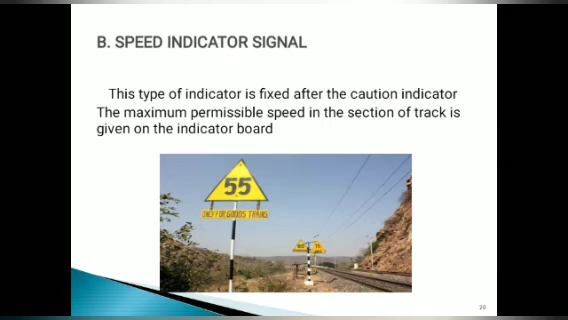 B. SPEED INDICATOR SIGNAL
This type of indicator is fixed after the caution indicator
The maximum permissible speed in the section of track is
given on the indicator board
55
ONLY FOR GOODS TRAINS
20